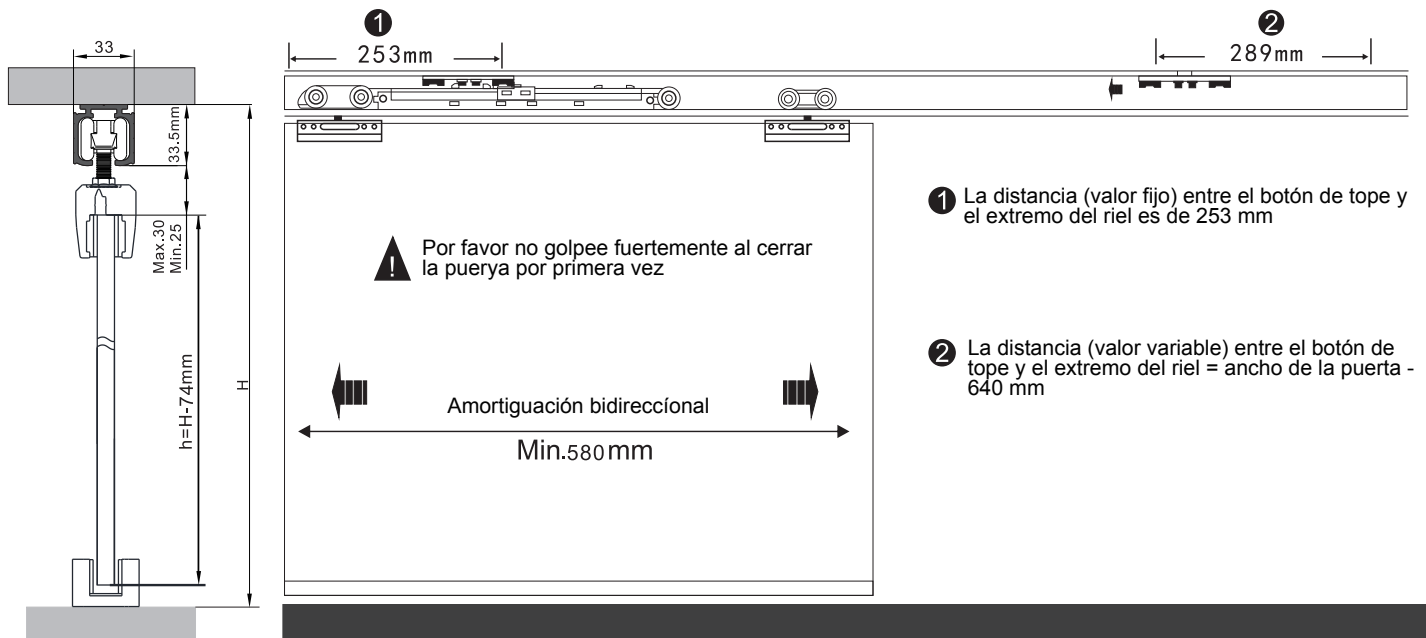 33
33.5mm
Max.30
Min.25
h=H-74mm
H
1
253mm
2
289mm
! Por favor no golpee fuertemente al cerrar
la puerya por primera vez
Amortiguación bidireccíonal
Min.580mm
1 La distancia (valor fijo) entre el botón de tope y
el extremo del riel es de 253 mm
2 La distancia (valor variable) entre el botón de
tope y el extremo del riel = ancho de la puerta -
640 mm